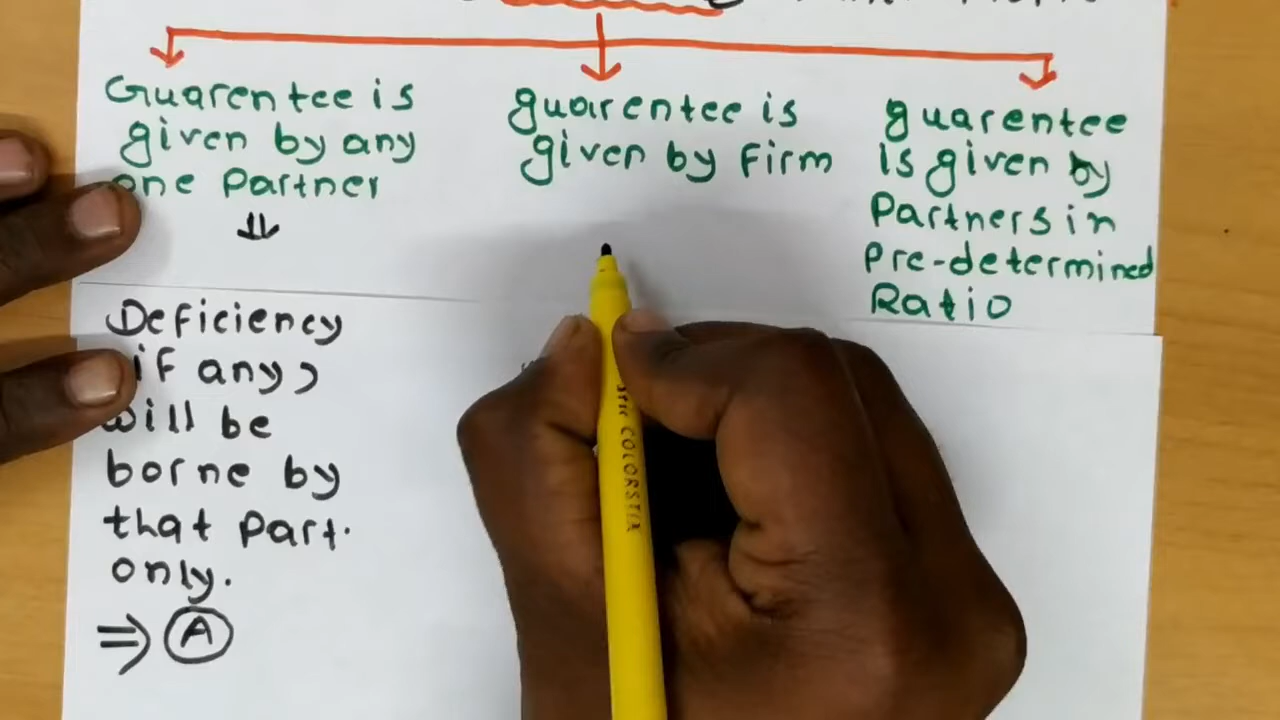 Guarentee is
given by any
one Partner
guarentee is
given by Firm
guarentee
is given by
Partners in
Pre-determined
Ratio
Deficiency
if any,
will be
borne by
that Part.
only.
⇒ A
COLORSTIX